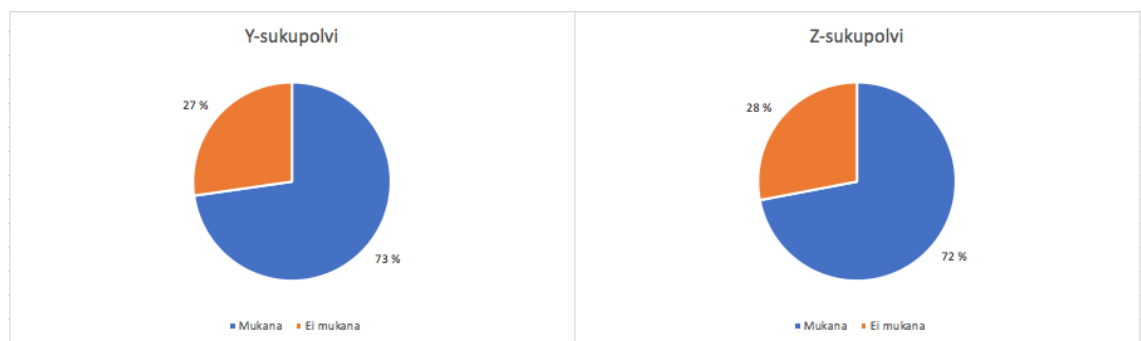 Y-sukupolvi
27 %
73 %
Mukana Ei mukana
Z-sukupolvi
28 %
72 %
Mukana Ei mukana